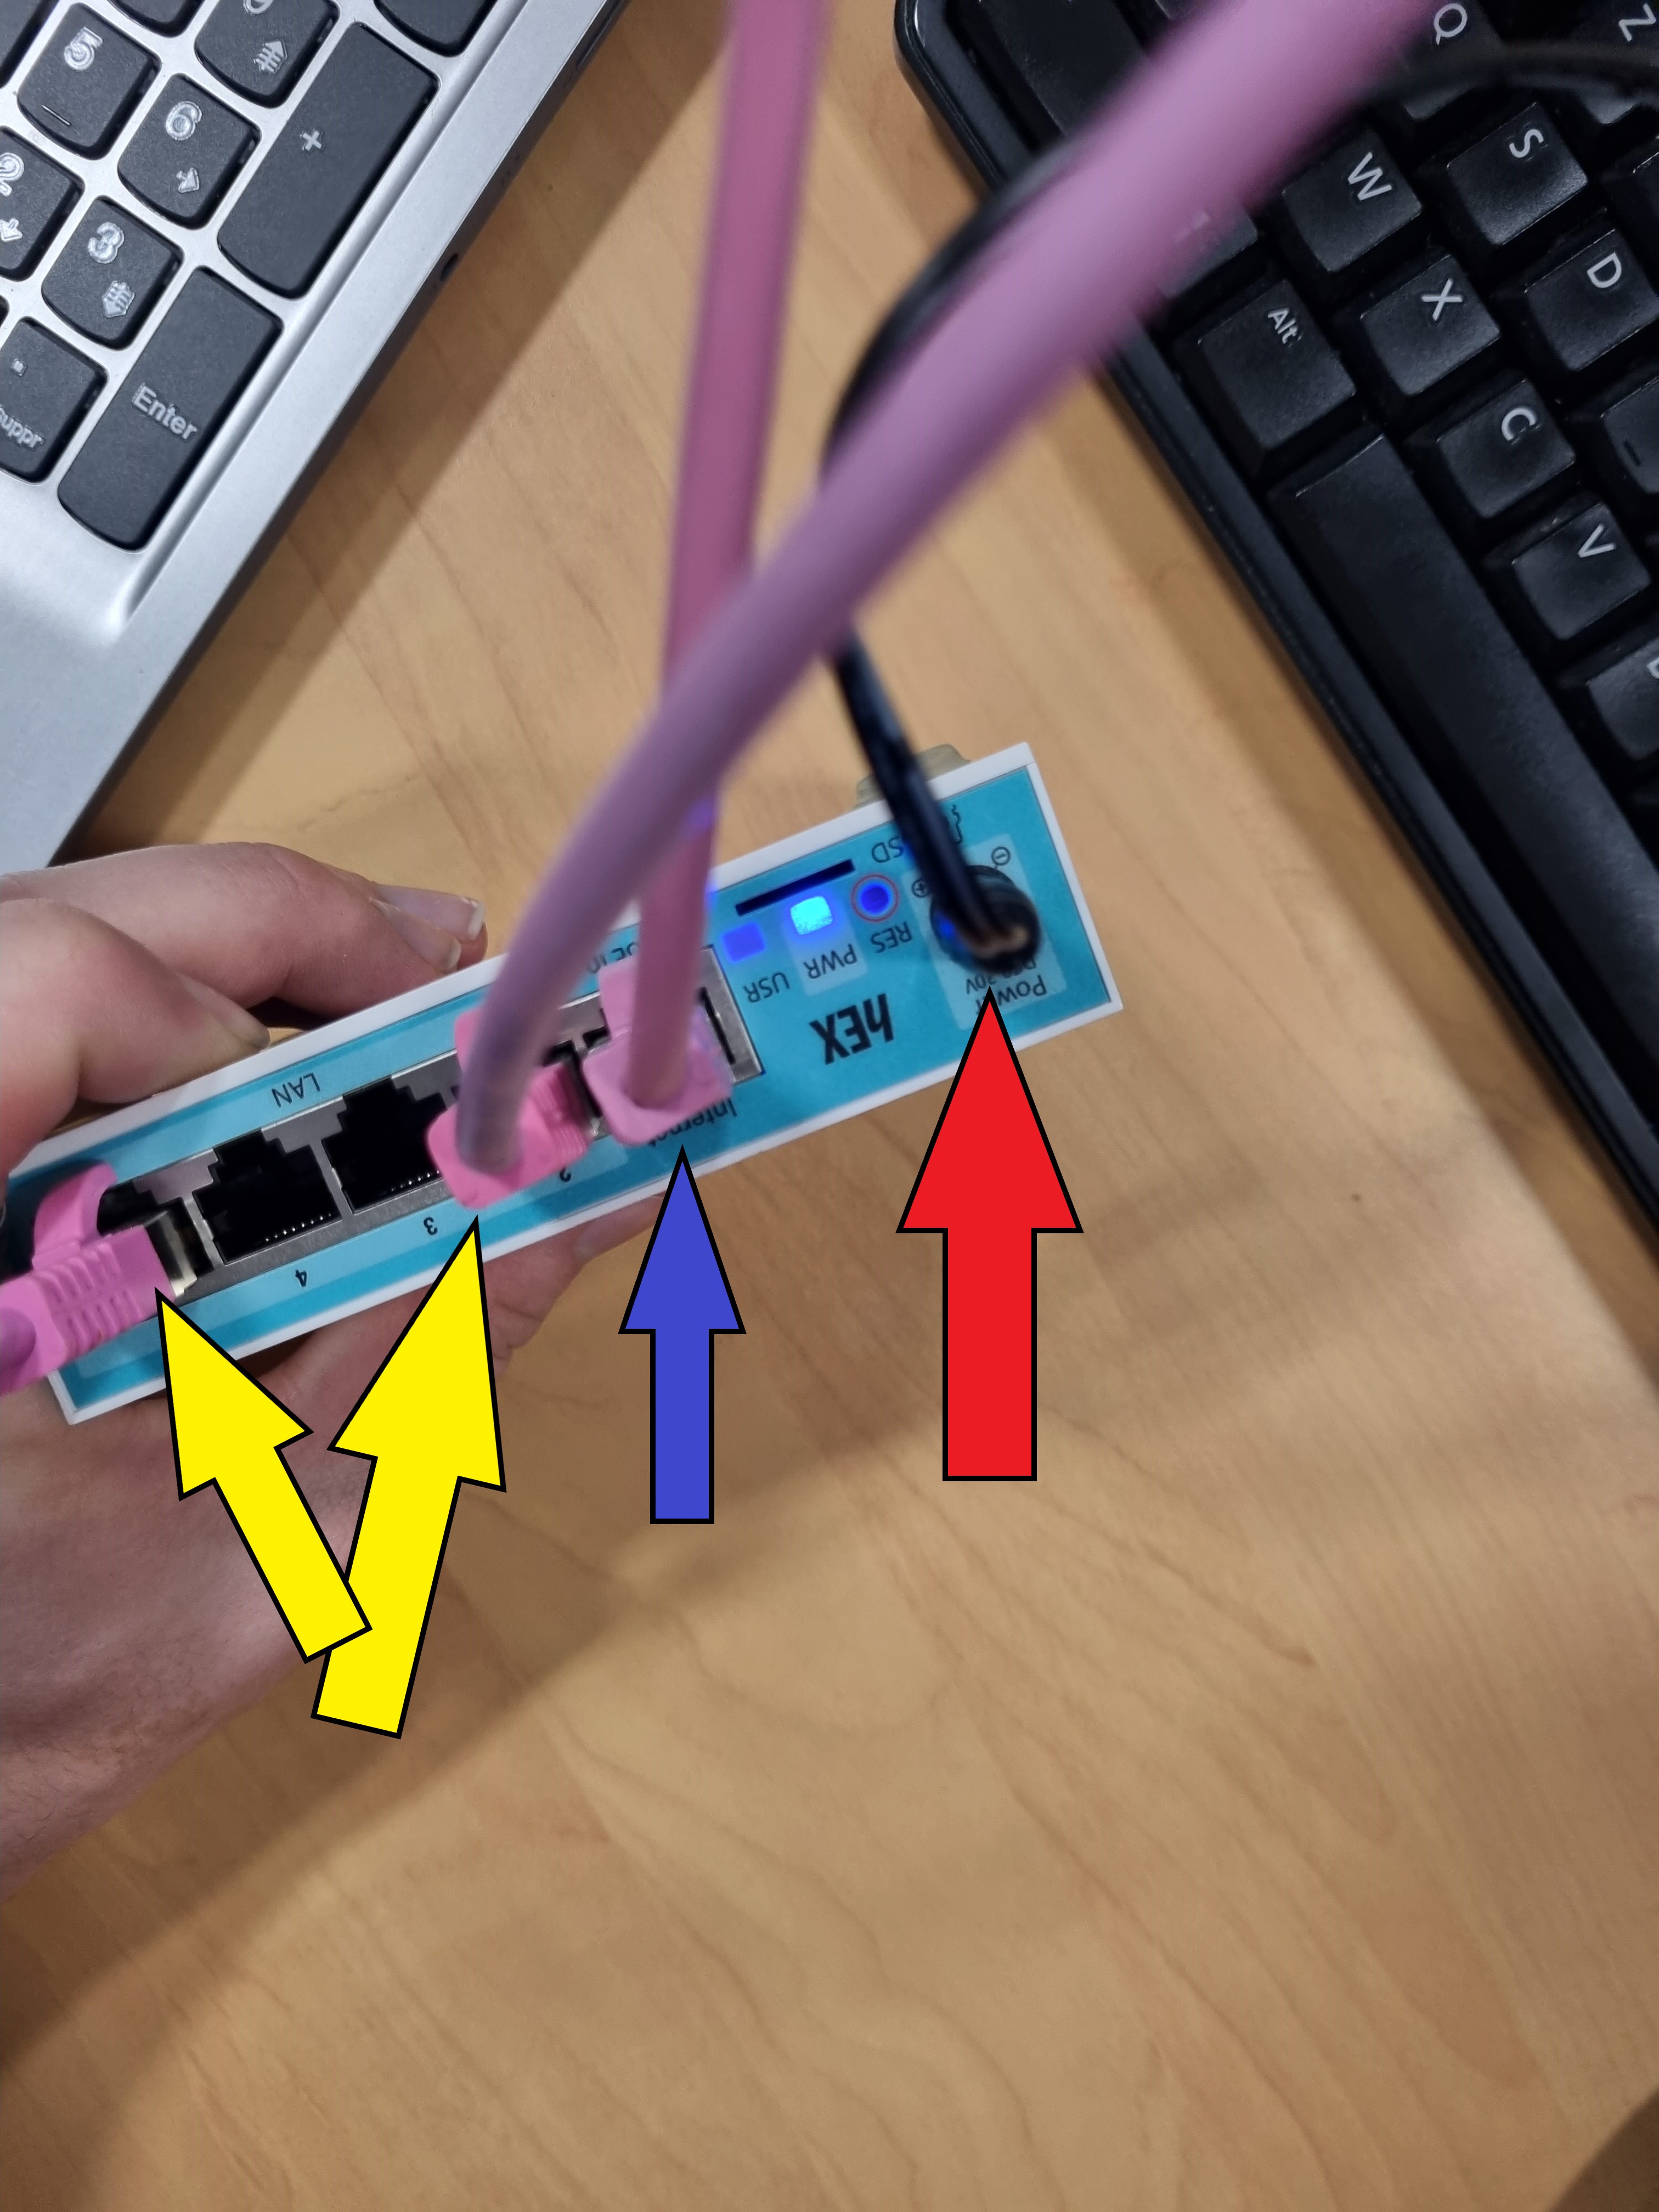 5
6
+
2
3
Enter
suppr
Q
Z
W
S
X
D
Alt
C
V
SD
RES
PWR
USR
hEX
Power
Internet
LAN
2
3
4